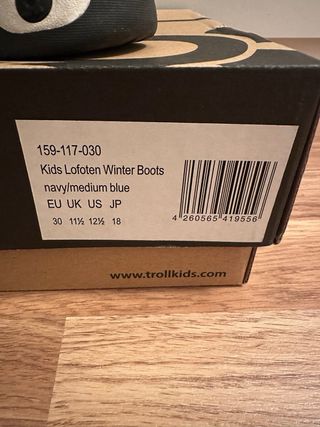 159-117-030
Kids Lofoten Winter Boots
navy/medium blue
EU UK US JP
30 11½ 12½ 18
4 260565 419556
www.trollkids.com